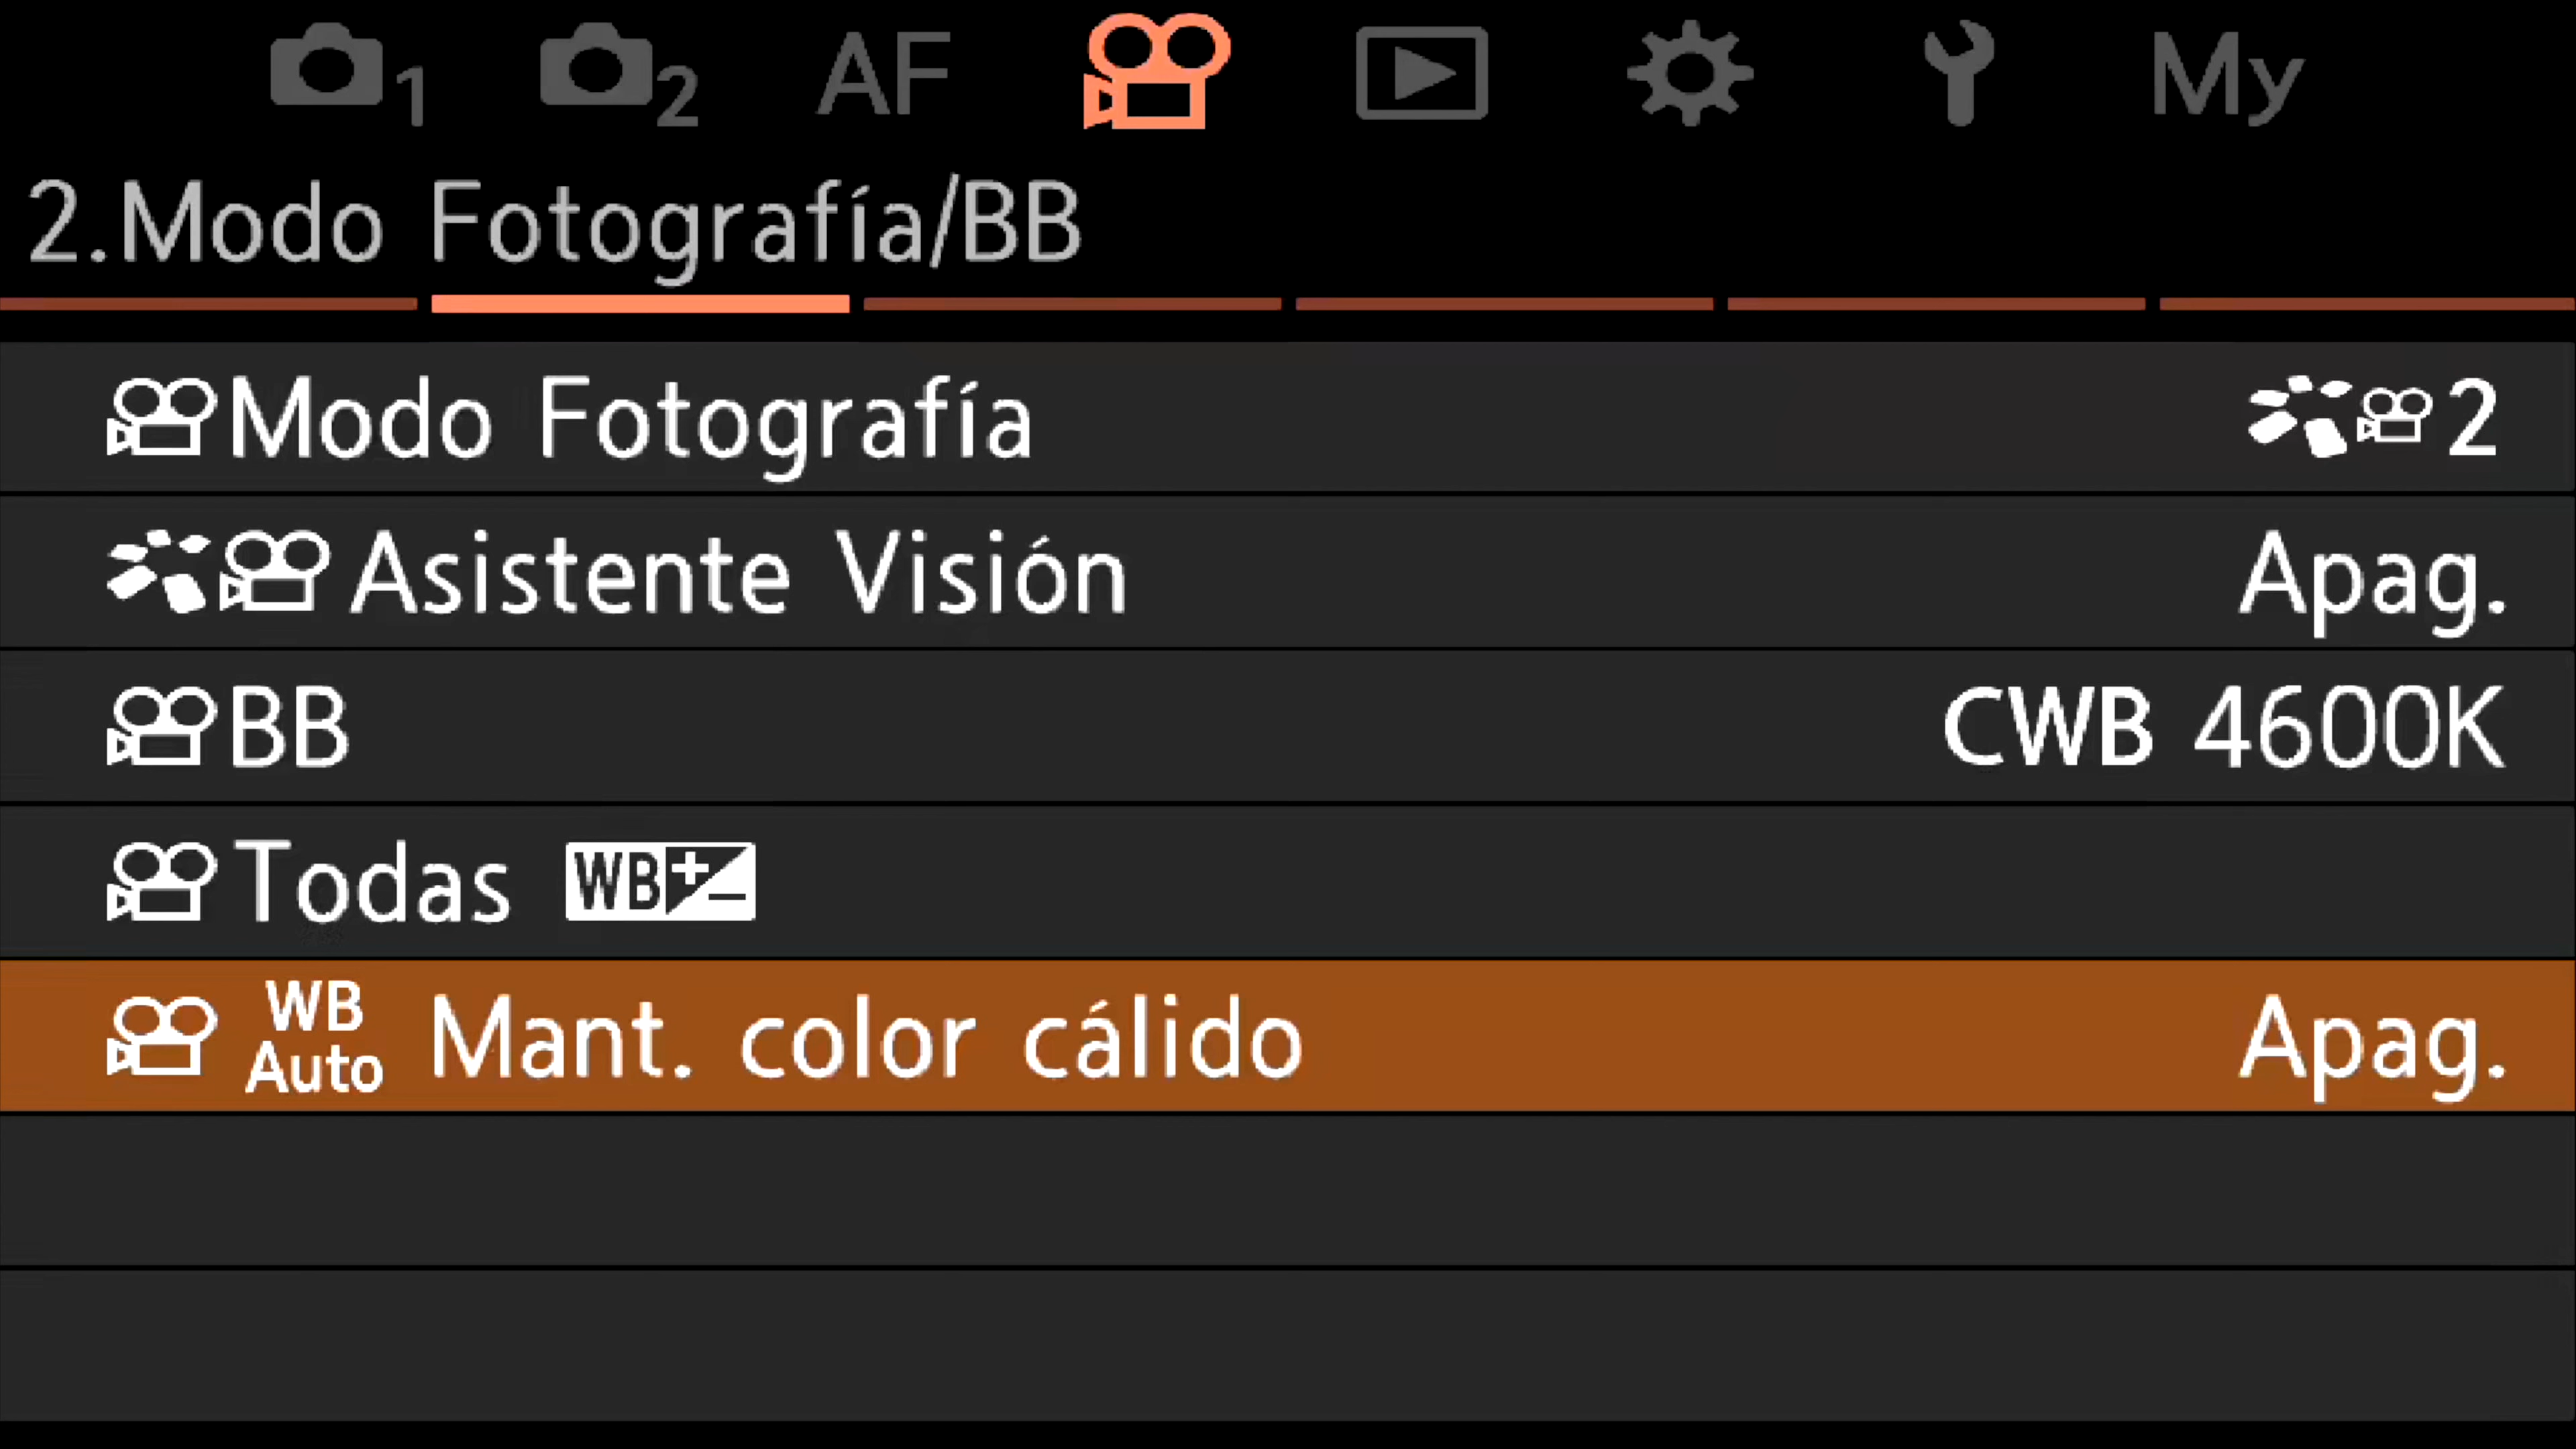 1 2 AF My
2.Modo Fotografía/BB
Modo Fotografía 2
Asistente Visión Apag.
BB CWB 4600K
Todas WB+-
WB Auto Mant. color cálido Apag.